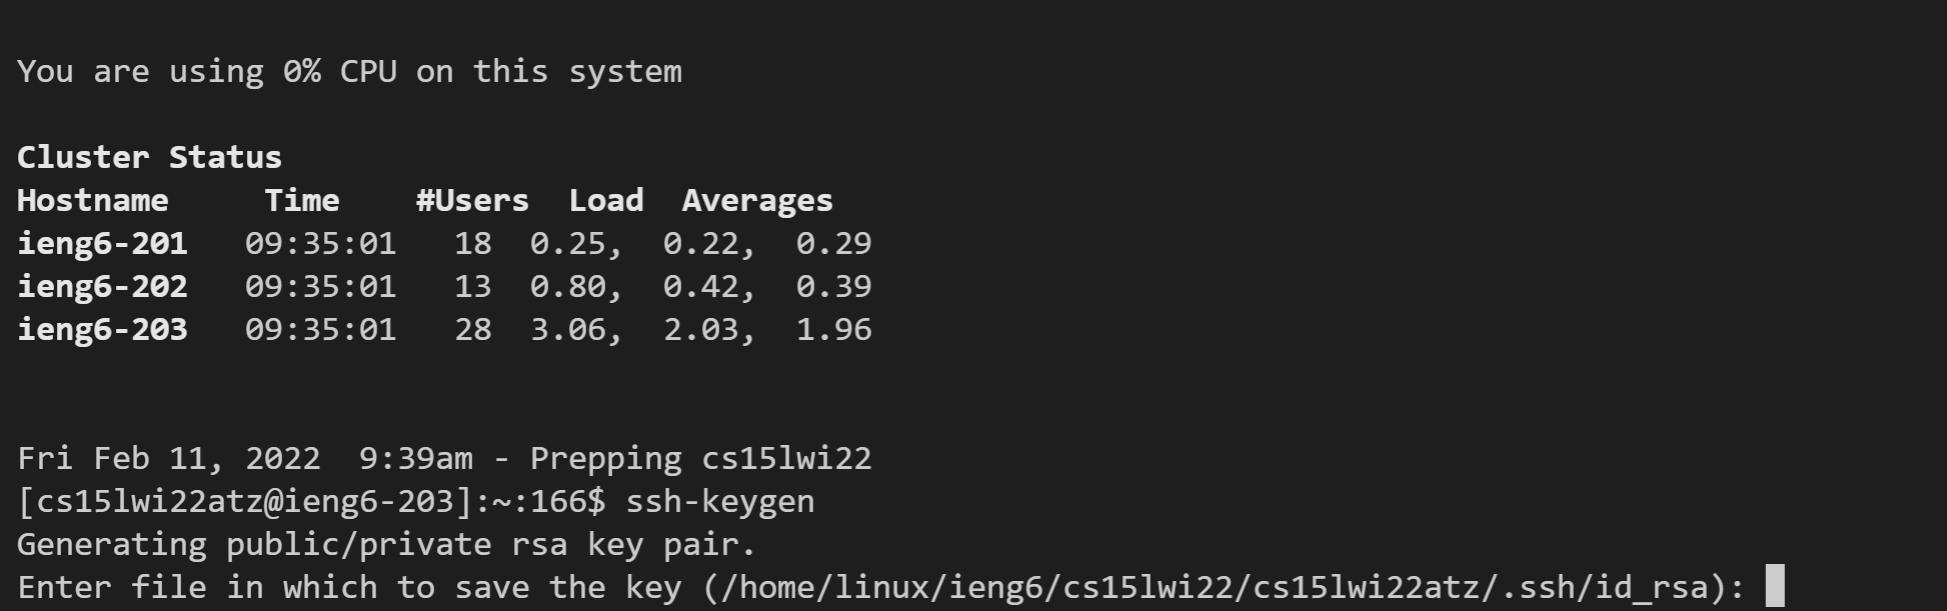 You are using 0% CPU on this system
Cluster Status
Hostname     Time    #Users  Load  Averages
ieng6-201   09:35:01   18  0.25,  0.22,  0.29
ieng6-202   09:35:01   13  0.80,  0.42,  0.39
ieng6-203   09:35:01   28  3.06,  2.03,  1.96
Fri Feb 11, 2022  9:39am - Prepping cs15lwi22
[cs15lwi22atz@ieng6-203]:~:166$ ssh-keygen
Generating public/private rsa key pair.
Enter file in which to save the key (/home/linux/ieng6/cs15lwi22/cs15lwi22atz/.ssh/id_rsa):